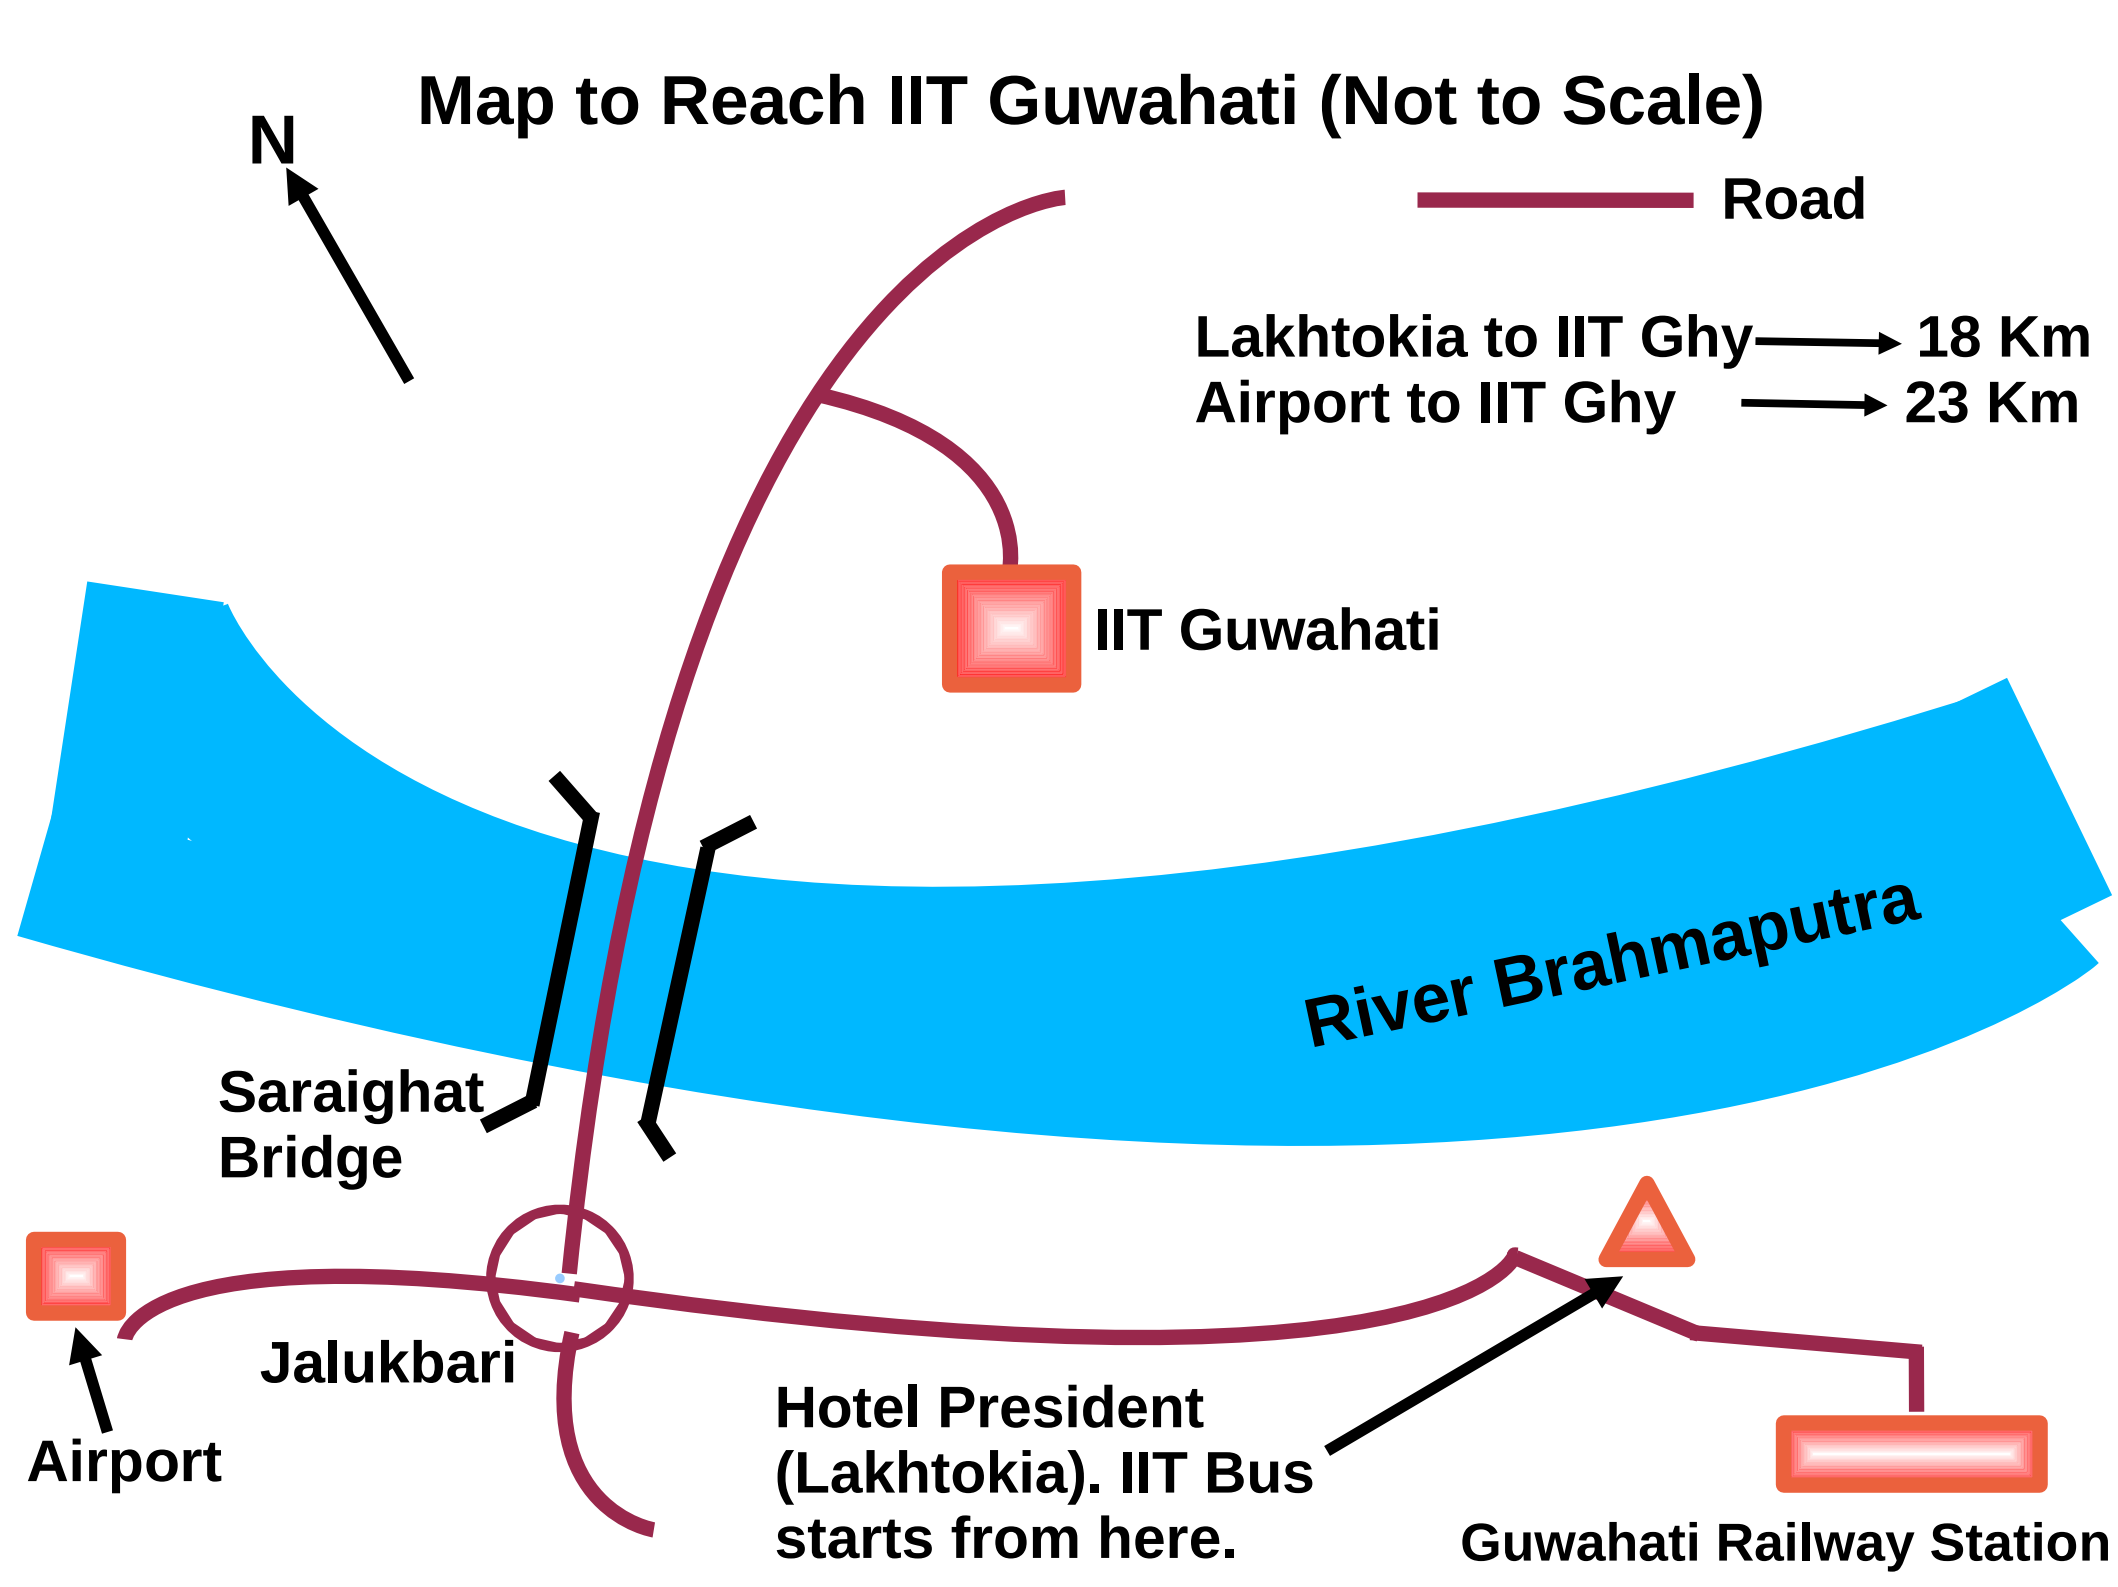 Map to Reach IIT Guwahati (Not to Scale)
N
Road
Lakhtokia to IIT Ghy 18 Km
Airport to IIT Ghy 23 Km
IIT Guwahati
River Brahmaputra
Saraighat
Bridge
Jalukbari
Airport
Hotel President
(Lakhtokia). IIT Bus
starts from here.
Guwahati Railway Station